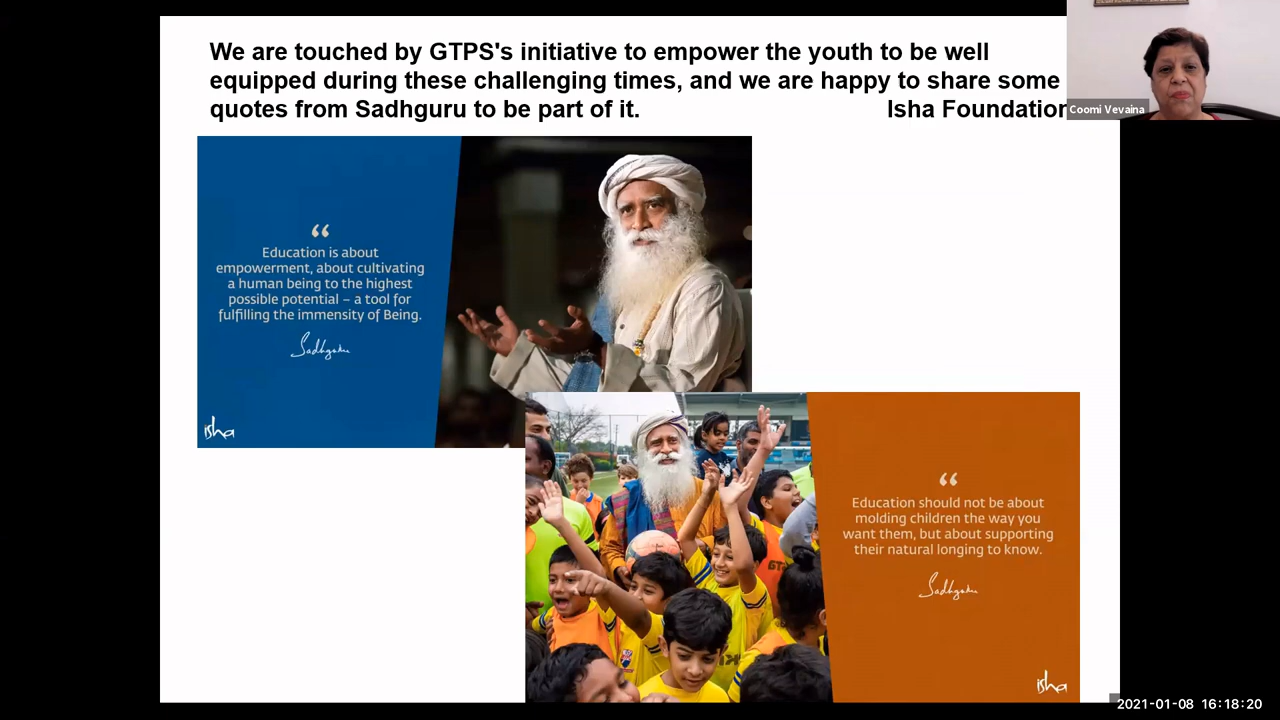 We are touched by GTPS's initiative to empower the youth to be well
equipped during these challenging times, and we are happy to share some
quotes from Sadhguru to be part of it. Isha Foundation
Coomi Vevaina
“
Education is about
empowerment, about cultivating
a human being to the highest
possible potential – a tool for
fulfilling the immensity of Being.
Sadhguru
isha
“
Education should not be about
molding children the way you
want them, but about supporting
their natural longing to know.
Sadhguru
isha
2021-01-08 16:18:20